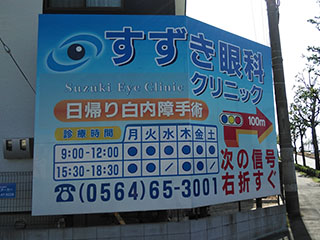 すずき眼科
Suzuki Eye Clinic
クリニック
日帰り白内障手術
100m
診療時間 月 火 水 木 金 土
9:00-12:00 ● ● ● ● ● ●
15:30-18:30 ● ● / ● ● /
次の信号
右折すぐ
☎(0564)65-3001